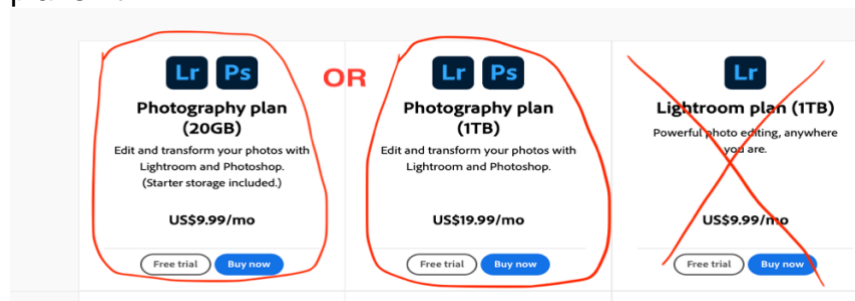 Lr Ps
Photography plan
(20GB)
Edit and transform your photos with
Lightroom and Photoshop.
(Starter storage included.)
US$9.99/mo
Free trial Buy now
OR
Lr Ps
Photography plan
(1TB)
Edit and transform your photos with
Lightroom and Photoshop.
US$19.99/mo
Free trial Buy now
Lr
Lightroom plan (1TB)
Powerful photo editing, anywhere
you are.
US$9.99/mo
Free trial Buy now